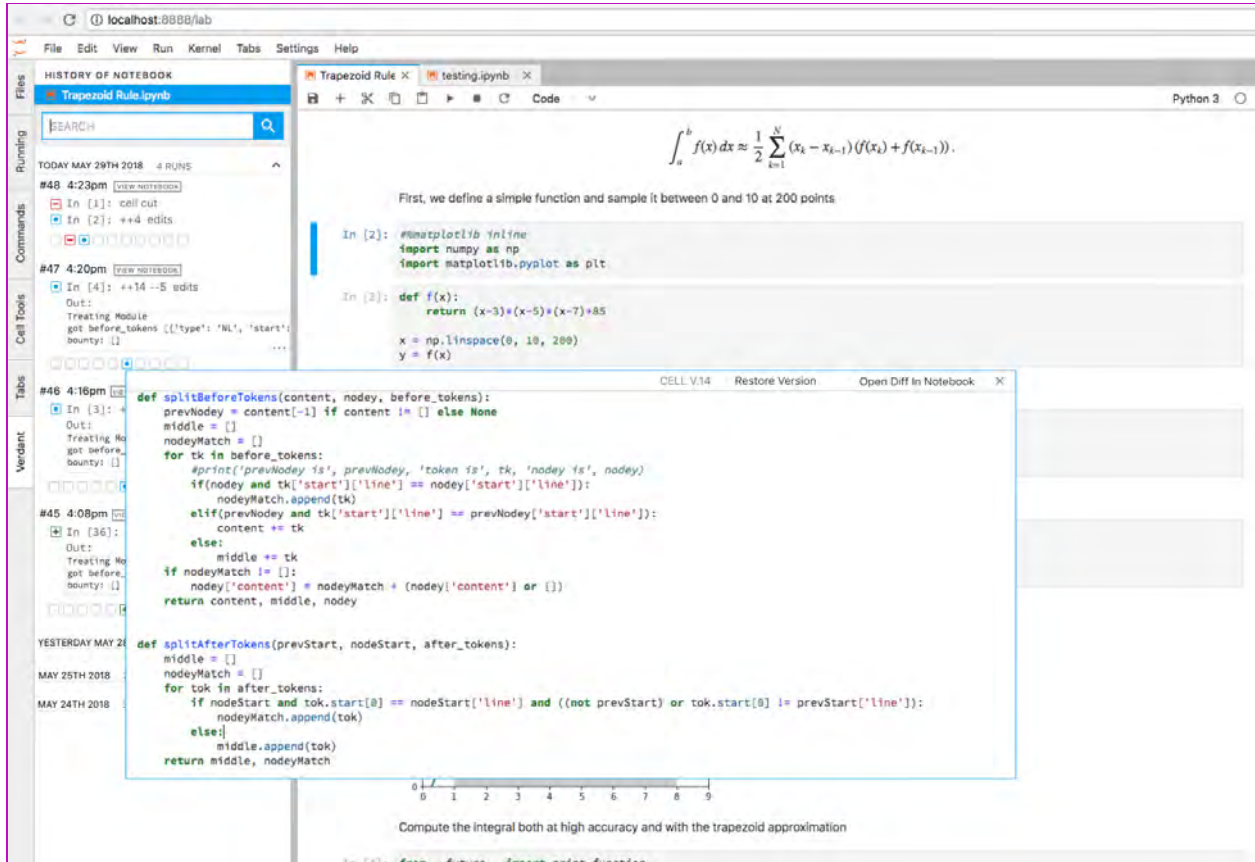 localhost:8888/lab
File Edit View Run Kernel Tabs Settings Help
Files
Running
Commands
Cell Tools
Tabs
Verdant
HISTORY OF NOTEBOOK
Trapezoid Rule.ipynb
SEARCH
TODAY MAY 29TH 2018 4 RUNS
#48 4:23pm VIEW NOTEBOOK
In [1]: cell cut
In [2]: ++4 edits
#47 4:20pm VIEW NOTEBOOK
In [4]: ++14 --5 edits
Out:
Treating Module
got before_tokens [{'type': 'NL', 'start':
bounty: []
...
#46 4:16pm
In [3]:
Out:
Treating Mo
got before_
bounty: []
#45 4:08pm
In [36]:
Out:
Treating Mo
got before_
bounty: []
YESTERDAY MAY 28
MAY 25TH 2018
MAY 24TH 2018
Trapezoid Rule × testing.ipynb ×
Code Python 3
∫_a^b f(x) dx ≈ 1/2 ∑_{k=1}^N (x_k − x_{k−1}) (f(x_k) + f(x_{k−1})).
First, we define a simple function and sample it between 0 and 10 at 200 points
In [2]: #%matplotlib inline
import numpy as np
import matplotlib.pyplot as plt
In [3]: def f(x):
return (x-3)*(x-5)*(x-7)+85
x = np.linspace(0, 10, 200)
y = f(x)
CELL V.14 Restore Version Open Diff In Notebook ×
def splitBeforeTokens(content, nodey, before_tokens):
prevNodey = content[-1] if content != [] else None
middle = []
nodeyMatch = []
for tk in before_tokens:
#print('prevNodey is', prevNodey, 'token is', tk, 'nodey is', nodey)
if(nodey and tk['start']['line'] == nodey['start']['line']):
nodeyMatch.append(tk)
elif(prevNodey and tk['start']['line'] == prevNodey['start']['line']):
content += tk
else:
middle += tk
if nodeyMatch != []:
nodey['content'] = nodeyMatch + (nodey['content'] or [])
return content, middle, nodey
def splitAfterTokens(prevStart, nodeStart, after_tokens):
middle = []
nodeyMatch = []
for tok in after_tokens:
if nodeStart and tok.start[0] == nodeStart['line'] and ((not prevStart) or tok.start[0] != prevStart['line']):
nodeyMatch.append(tok)
else:
middle.append(tok)
return middle, nodeyMatch
0
0 1 2 3 4 5 6 7 8 9
Compute the integral both at high accuracy and with the trapezoid approximation